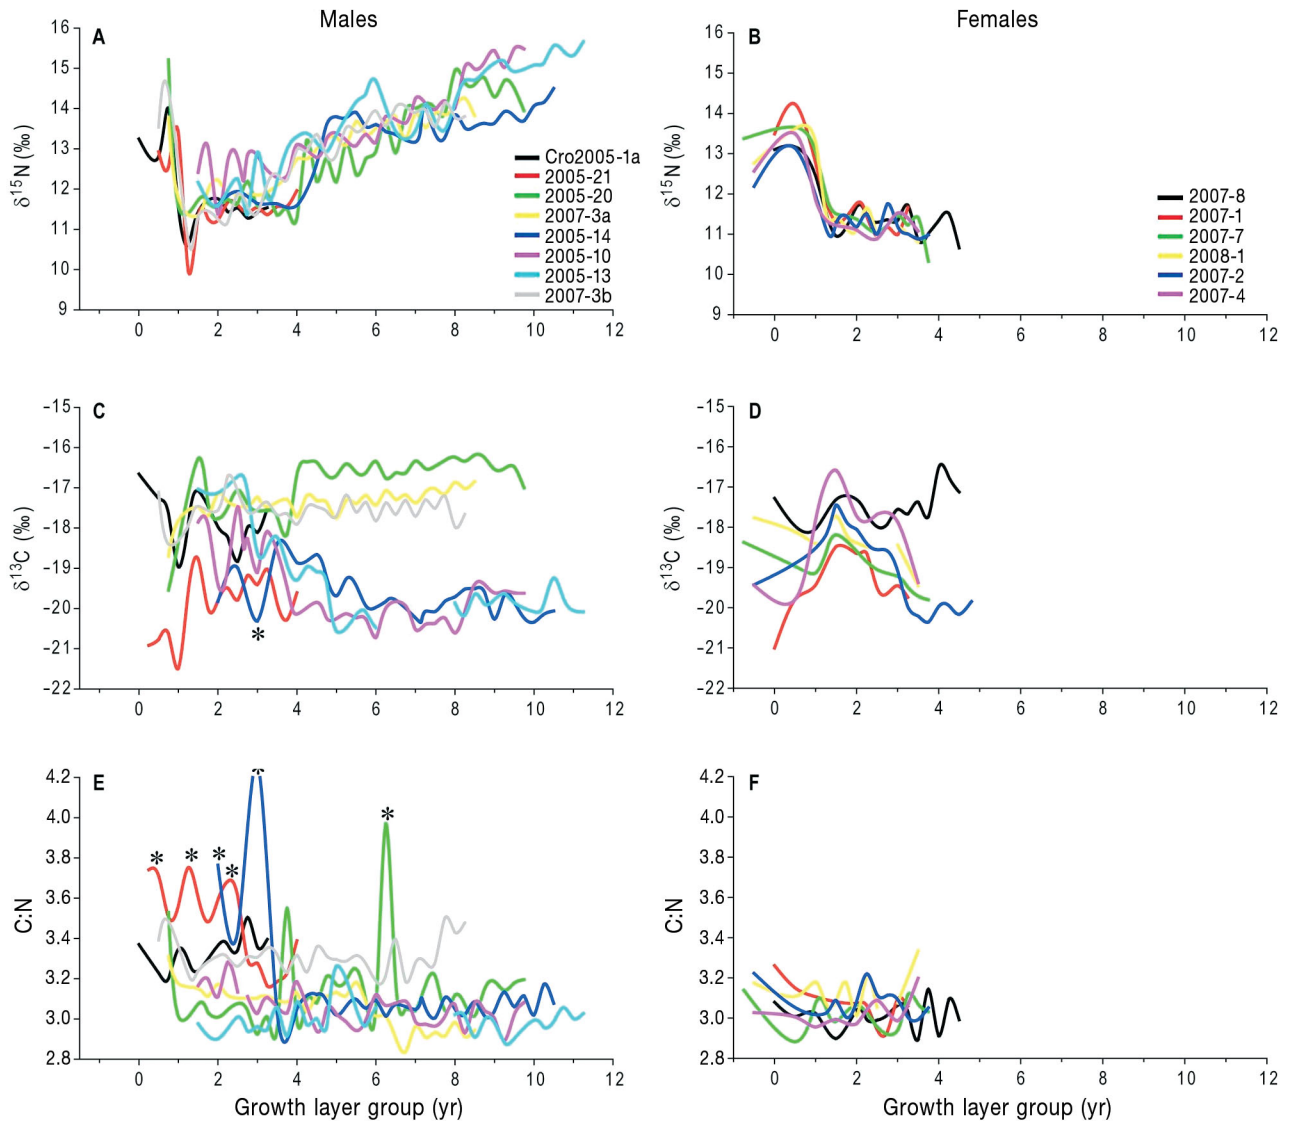 Males
Females
A
16
15
14
13
12
11
10
9
δ15N (‰)
0 2 4 6 8 10 12
Cro2005-1a
2005-21
2005-20
2007-3a
2005-14
2005-10
2005-13
2007-3b
B
16
15
14
13
12
11
10
9
δ15N (‰)
0 2 4 6 8 10 12
2007-8
2007-1
2007-7
2008-1
2007-2
2007-4
C
-15
-16
-17
-18
-19
-20
-21
-22
δ13C (‰)
*
0 2 4 6 8 10 12
D
-15
-16
-17
-18
-19
-20
-21
-22
δ13C (‰)
0 2 4 6 8 10 12
E
4.2
4.0
3.8
3.6
3.4
3.2
3.0
2.8
C:N
* * * * * *
0 2 4 6 8 10 12
Growth layer group (yr)
F
4.2
4.0
3.8
3.6
3.4
3.2
3.0
2.8
C:N
0 2 4 6 8 10 12
Growth layer group (yr)